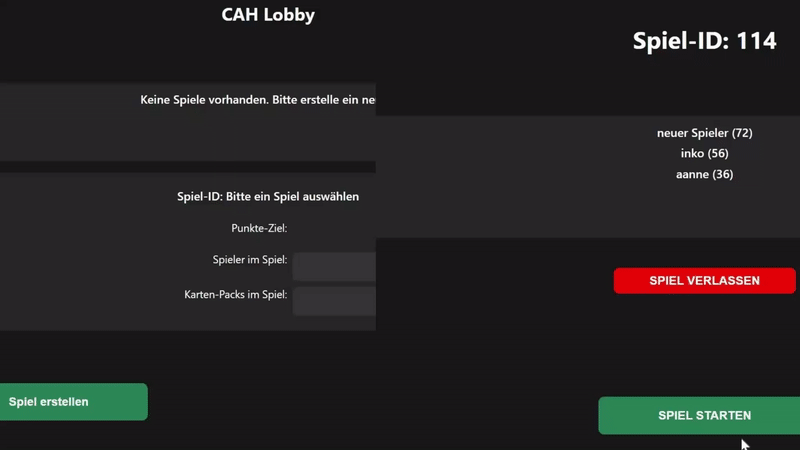 CAH Lobby
Keine Spiele vorhanden. Bitte erstelle ein
Spiel-ID: Bitte ein Spiel auswählen
Punkte-Ziel:
Spieler im Spiel:
Karten-Packs im Spiel:
Spiel erstellen
Spiel-ID: 114
neuer Spieler (72)
inko (56)
aanne (36)
SPIEL VERLASSEN
SPIEL STARTEN